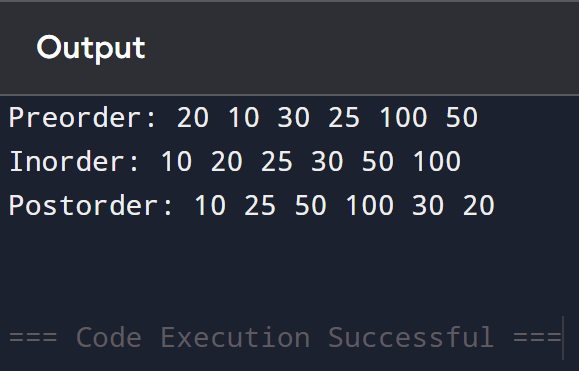 Output
Preorder: 20 10 30 25 100 50
Inorder: 10 20 25 30 50 100
Postorder: 10 25 50 100 30 20
=== Code Execution Successful ===